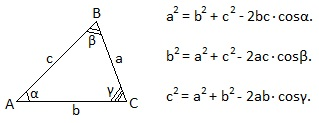 B
β
c
a
a² = b² + c² - 2bc·cosα.
b² = a² + c² - 2ac·cosβ.
c² = a² + b² - 2ab·cosγ.
A
α
γ
C
b